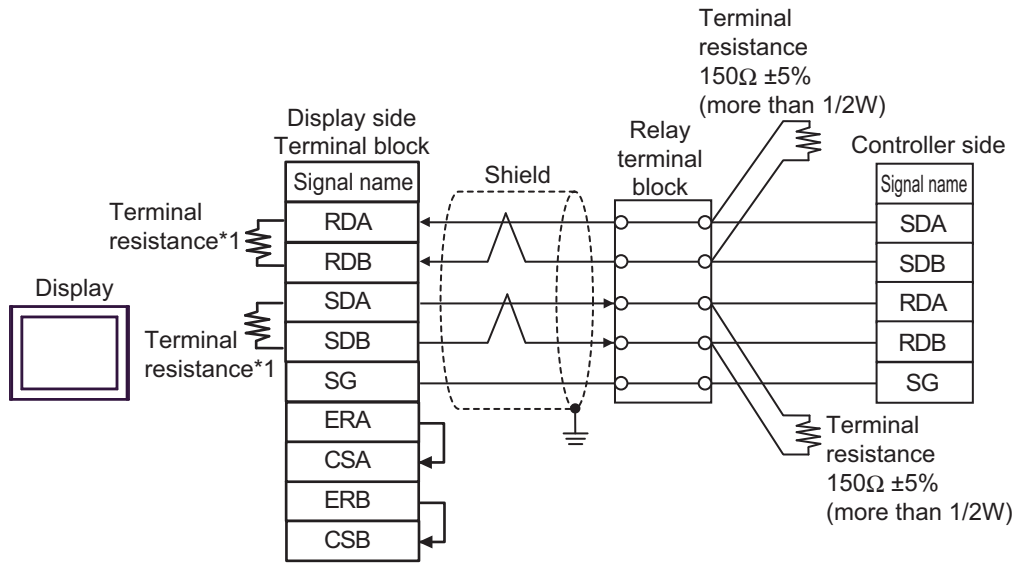 Terminal
resistance
150Ω ±5%
(more than 1/2W)
Display side
Terminal block
Relay
terminal
block
Controller side
Signal name
Shield
Signal name
Terminal
resistance*1
RDA
SDA
RDB
SDB
Display
SDA
RDA
Terminal
resistance*1
SDB
RDB
SG
SG
ERA
CSA
ERB
CSB
Terminal
resistance
150Ω ±5%
(more than 1/2W)